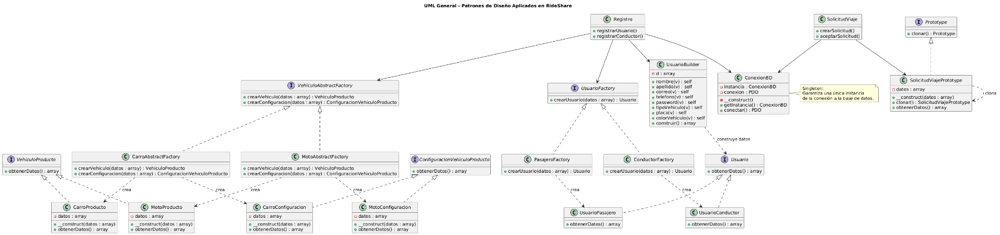 UML General - Patrones de Diseño Aplicados en RideShare
C Registro
registrarUsuario()
registrarConductor()
C SolicitudViaje
crearSolicitud()
aceptarSolicitud()
I Prototype
clonar() : Prototype
I VehiculoAbstractFactory
crearVehiculo(datos : array) : VehiculoProducto
crearConfiguracion(datos : array) : ConfiguracionVehiculoProducto
I UsuarioFactory
crearUsuario(datos : array) : Usuario
C UsuarioBuilder
d : array
nombre(v) : self
apellido(v) : self
correo(v) : self
telefono(v) : self
password(v) : self
tipoVehiculo(v) : self
placa(v) : self
colorVehiculo(v) : self
construir() : array
C ConexionBD
instancia : ConexionBD
conexion : PDO
__construct()
getInstancia() : ConexionBD
conectar() : PDO
Singleton:
Garantiza una única instancia
de la conexión a la base de datos.
C SolicitudViajePrototype
datos : array
__construct(datos : array)
clonar() : SolicitudViajePrototype
obtenerDatos() : array
clona
construye datos
I VehiculoProducto
obtenerDatos() : array
C CarroAbstractFactory
crearVehiculo(datos : array) : VehiculoProducto
crearConfiguracion(datos : array) : ConfiguracionVehiculoProducto
C MotoAbstractFactory
crearVehiculo(datos : array) : VehiculoProducto
crearConfiguracion(datos : array) : ConfiguracionVehiculoProducto
I ConfiguracionVehiculoProducto
obtenerDatos() : array
C PasajeroFactory
crearUsuario(datos : array) : Usuario
C ConductorFactory
crearUsuario(datos : array) : Usuario
I Usuario
obtenerDatos() : array
crea
crea
crea
crea
crea
crea
C CarroProducto
datos : array
__construct(datos : array)
obtenerDatos() : array
C MotoProducto
datos : array
__construct(datos : array)
obtenerDatos() : array
C CarroConfiguracion
datos : array
__construct(datos : array)
obtenerDatos() : array
C MotoConfiguracion
datos : array
__construct(datos : array)
obtenerDatos() : array
C UsuarioPasajero
obtenerDatos() : array
C UsuarioConductor
obtenerDatos() : array